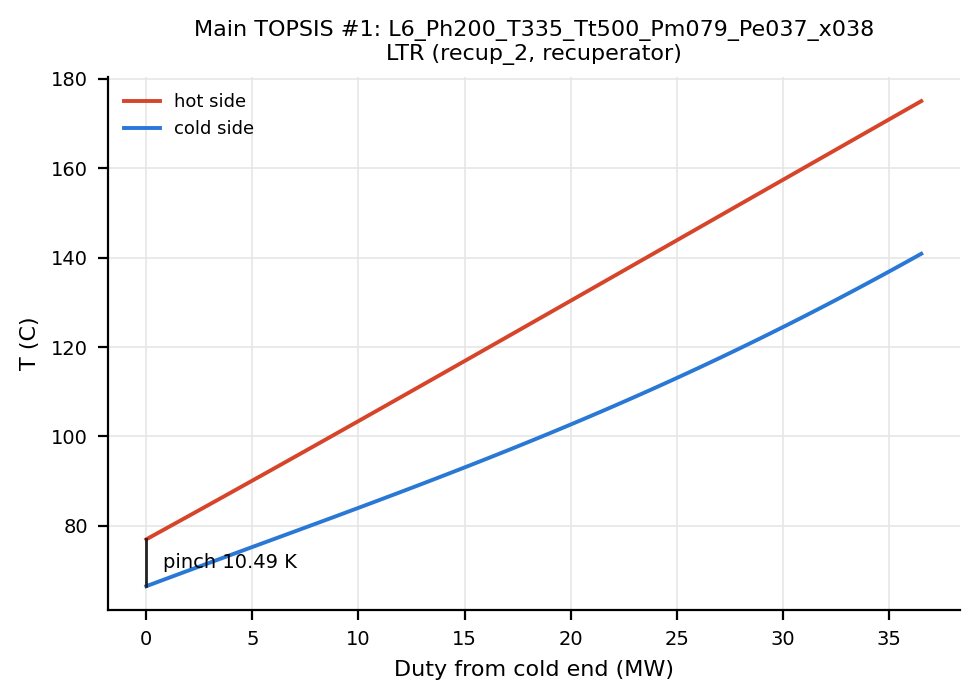 Main TOPSIS #1: L6_Ph200_T335_Tt500_Pm079_Pe037_x038
LTR (recup_2, recuperator)
hot side
cold side
180
160
140
120
100
80
T (C)
pinch 10.49 K
0 5 10 15 20 25 30 35
Duty from cold end (MW)